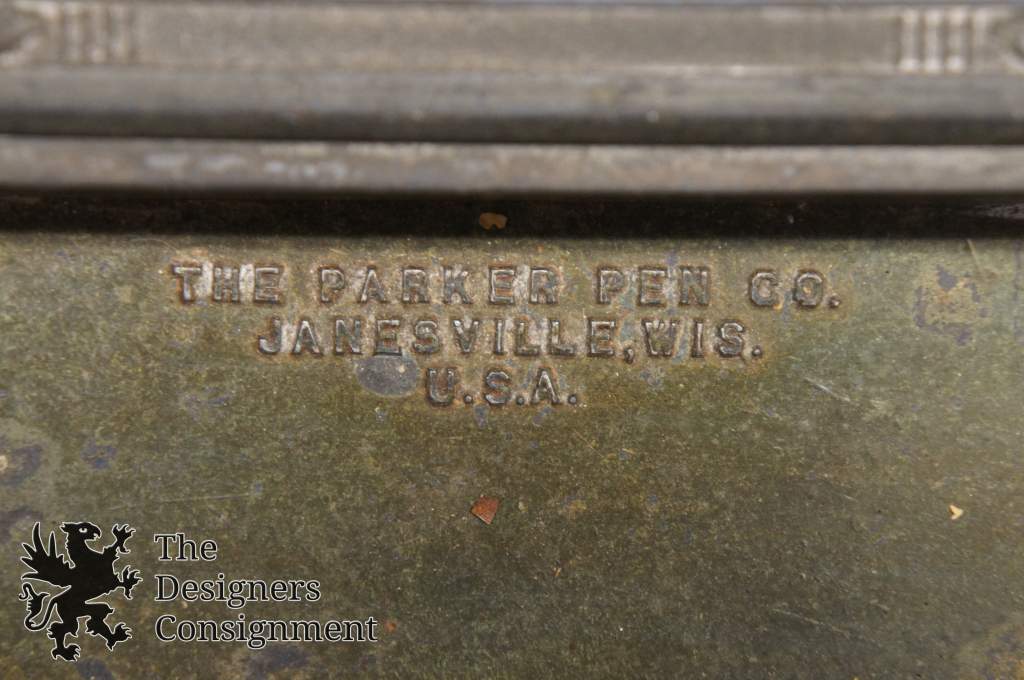 THE PARKER PEN CO.
JANESVILLE, WIS.
U.S.A.
The
Designers
Consignment